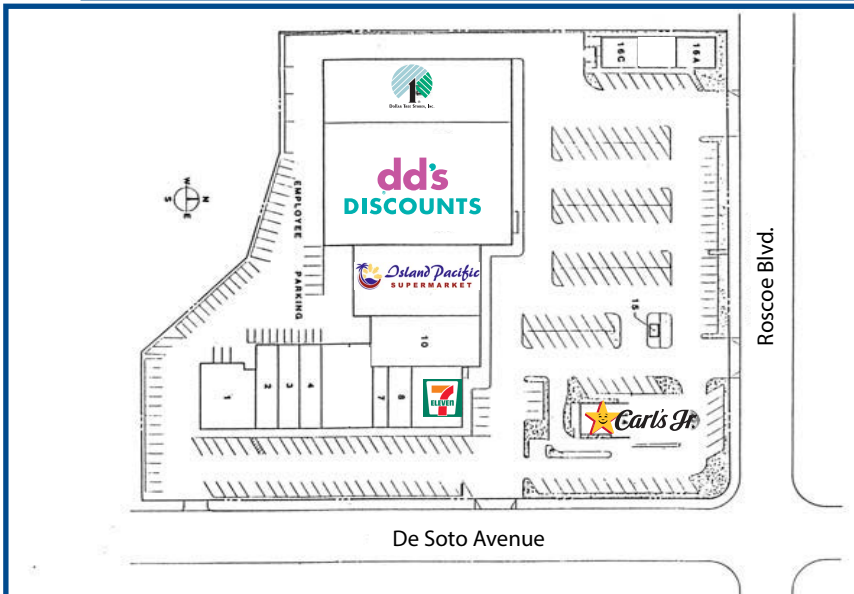 16C
16A
1
Dollar Tree Stores, Inc.
dd's
DISCOUNTS
W
N
S
E
EMPLOYEE PARKING
Island Pacific
SUPERMARKET
15
Roscoe Blvd.
10
1
2
3
4
7
8
7
ELEVEN
Carl's Jr.
De Soto Avenue